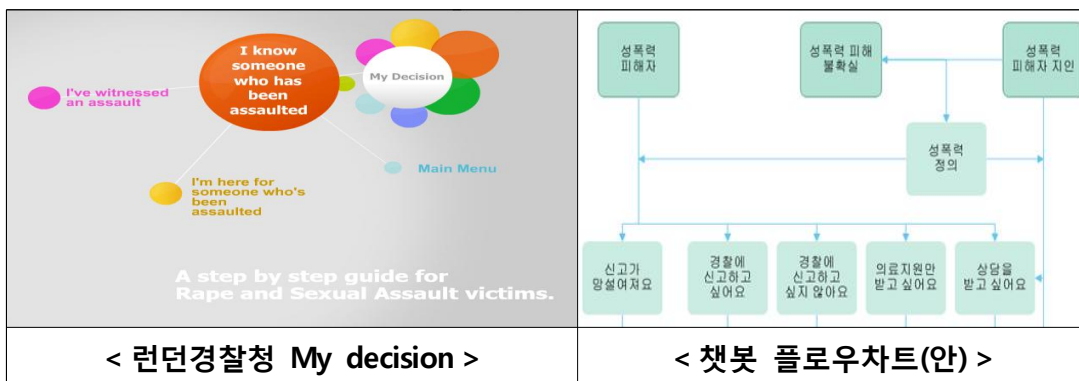 I know
someone
who has
been
assaulted
My Decision
I've witnessed
an assault
Main Menu
I'm here for
someone who's
been
assaulted
A step by step guide for
Rape and Sexual Assault victims.
성폭력
피해자
성폭력 피해
불확실
성폭력
피해자 지인
성폭력
정의
신고가
망설여져요
경찰에
신고하고
싶어요
경찰에
신고하고
싶지 않아요
의료지원만
받고 싶어요
상담을
받고 싶어요
< 런던경찰청 My decision >
< 챗봇 플로우차트(안) >